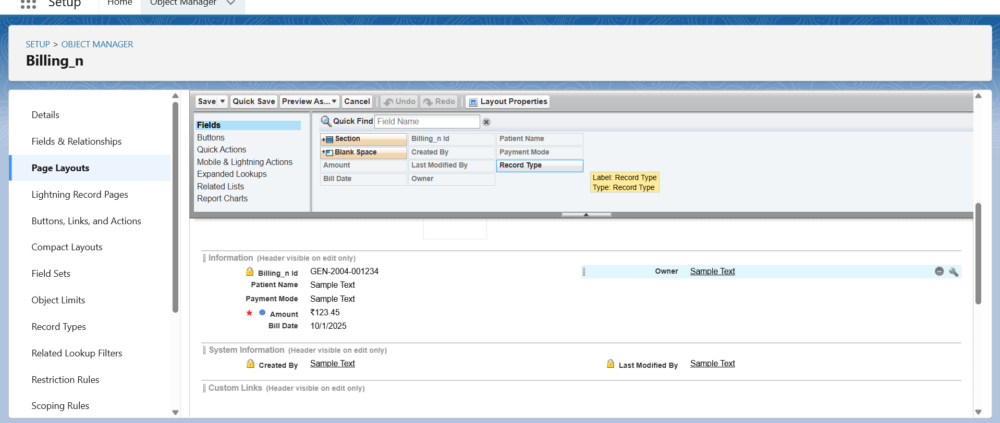 Setup
Home
Object Manager
SETUP > OBJECT MANAGER
Billing_n
Details
Fields & Relationships
Page Layouts
Lightning Record Pages
Buttons, Links, and Actions
Compact Layouts
Field Sets
Object Limits
Record Types
Related Lookup Filters
Restriction Rules
Scoping Rules
Save Quick Save Preview As... Cancel Undo Redo Layout Properties
Fields
Buttons
Quick Actions
Mobile & Lightning Actions
Expanded Lookups
Related Lists
Report Charts
Quick Find Field Name
Section Billing_n Id Patient Name
Blank Space Created By Payment Mode
Amount Last Modified By Record Type
Bill Date Owner
Label: Record Type
Type: Record Type
Information (Header visible on edit only)
Billing_n Id GEN-2004-001234 Owner Sample Text
Patient Name Sample Text
Payment Mode Sample Text
* Amount ₹123.45
Bill Date 10/1/2025
System Information (Header visible on edit only)
Created By Sample Text Last Modified By Sample Text
Custom Links (Header visible on edit only)